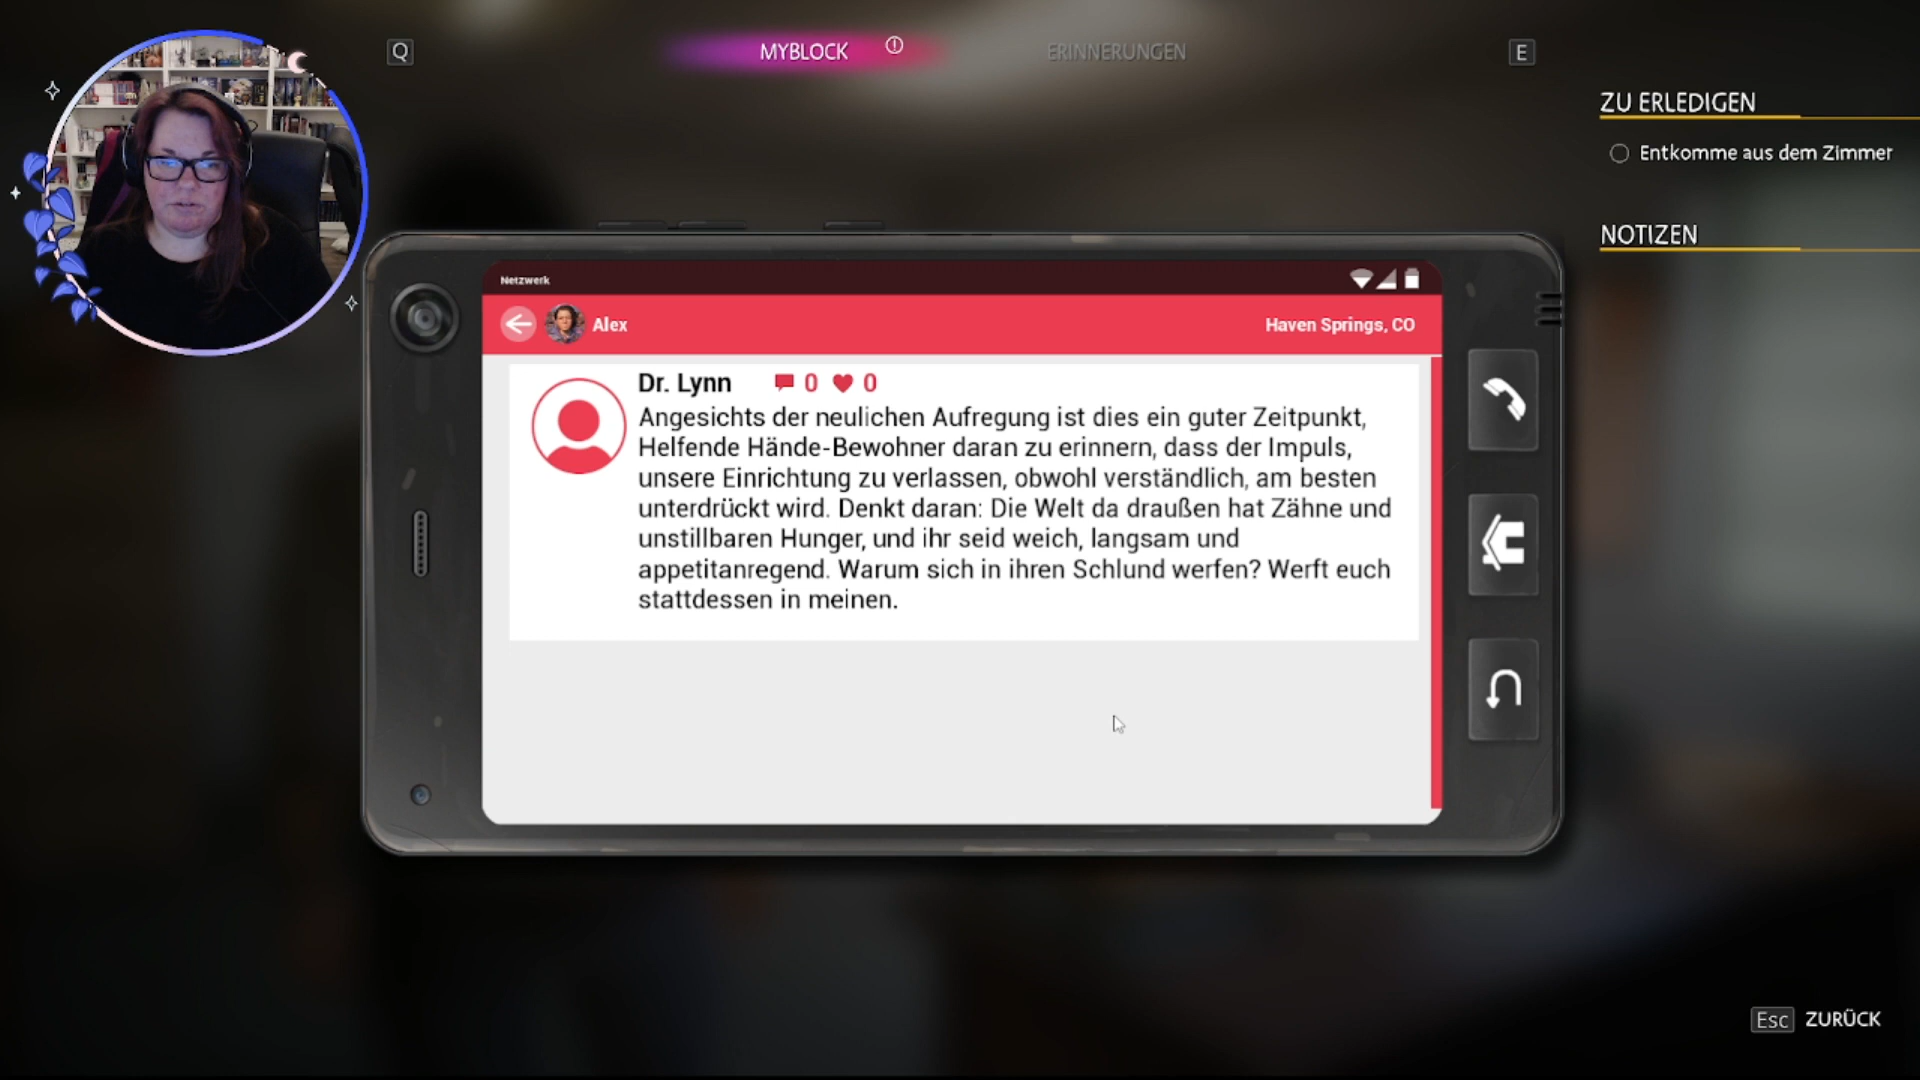 Q
MYBLOCK
ERINNERUNGEN
E
ZU ERLEDIGEN
Entkomme aus dem Zimmer
NOTIZEN
Netzwerk
Alex
Haven Springs, CO
Dr. Lynn 0 0
Angesichts der neulichen Aufregung ist dies ein guter Zeitpunkt,
Helfende Hände-Bewohner daran zu erinnern, dass der Impuls,
unsere Einrichtung zu verlassen, obwohl verständlich, am besten
unterdrückt wird. Denkt daran: Die Welt da draußen hat Zähne und
unstillbaren Hunger, und ihr seid weich, langsam und
appetitanregend. Warum sich in ihren Schlund werfen? Werft euch
stattdessen in meinen.
Esc ZURÜCK